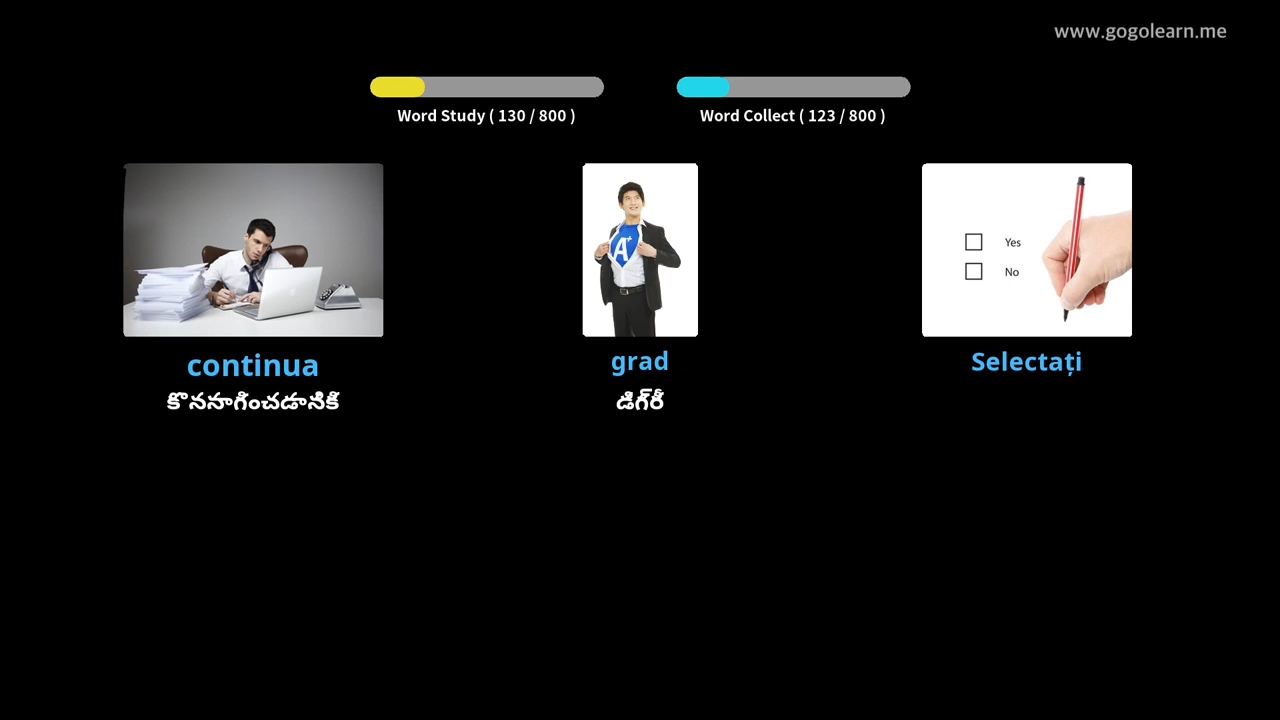 www.gogolearn.me
Word Study ( 130 / 800 )
Word Collect ( 123 / 800 )
A+
Yes
No
continua
grad
Selectați
కొనసాగించడానికి
డిగ్రీ